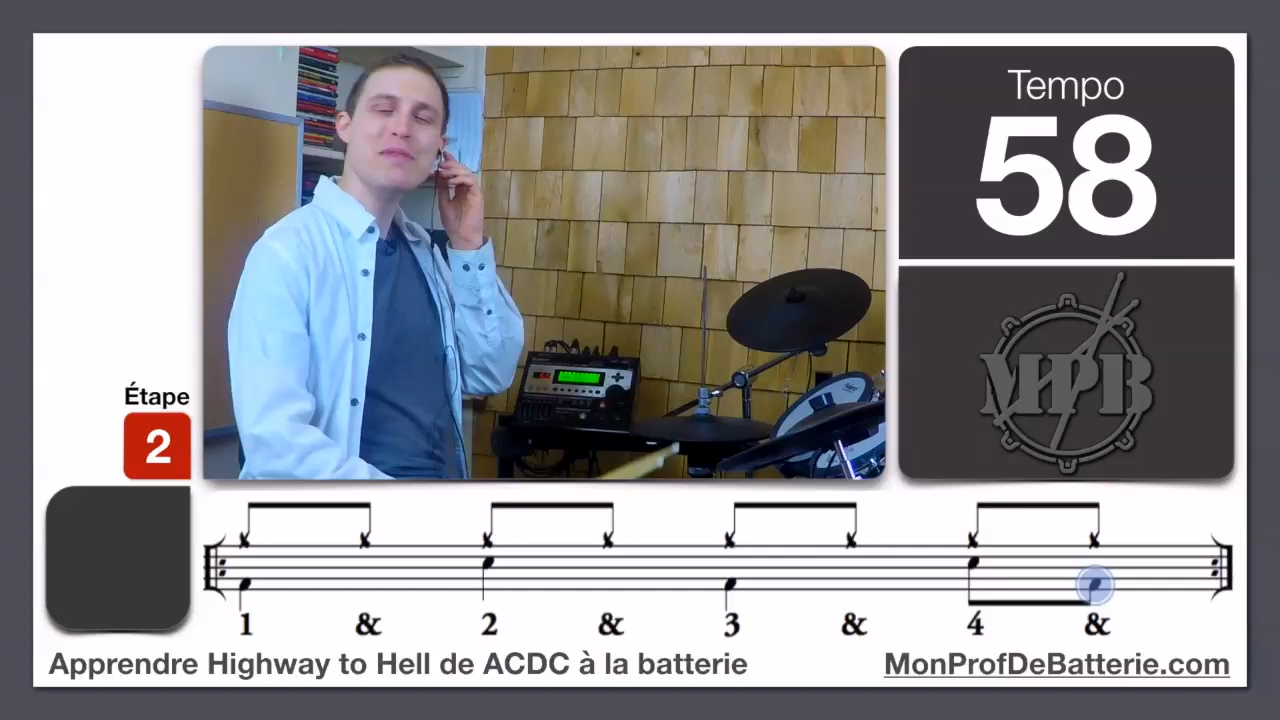 Tempo
58
MPB
Étape
2
1 & 2 & 3 & 4 &
Apprendre Highway to Hell de ACDC à la batterie
MonProfDeBatterie.com